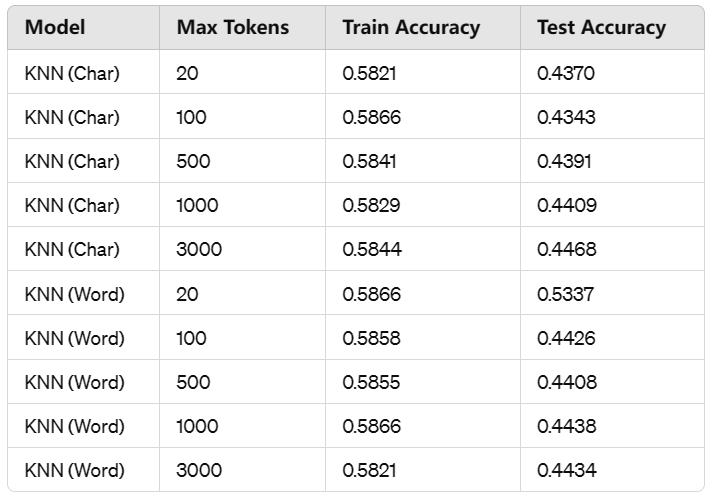 Model Max Tokens Train Accuracy Test Accuracy
KNN (Char) 20 0.5821 0.4370
KNN (Char) 100 0.5866 0.4343
KNN (Char) 500 0.5841 0.4391
KNN (Char) 1000 0.5829 0.4409
KNN (Char) 3000 0.5844 0.4468
KNN (Word) 20 0.5866 0.5337
KNN (Word) 100 0.5858 0.4426
KNN (Word) 500 0.5855 0.4408
KNN (Word) 1000 0.5866 0.4438
KNN (Word) 3000 0.5821 0.4434